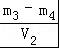 m₃ - m₄
V₂